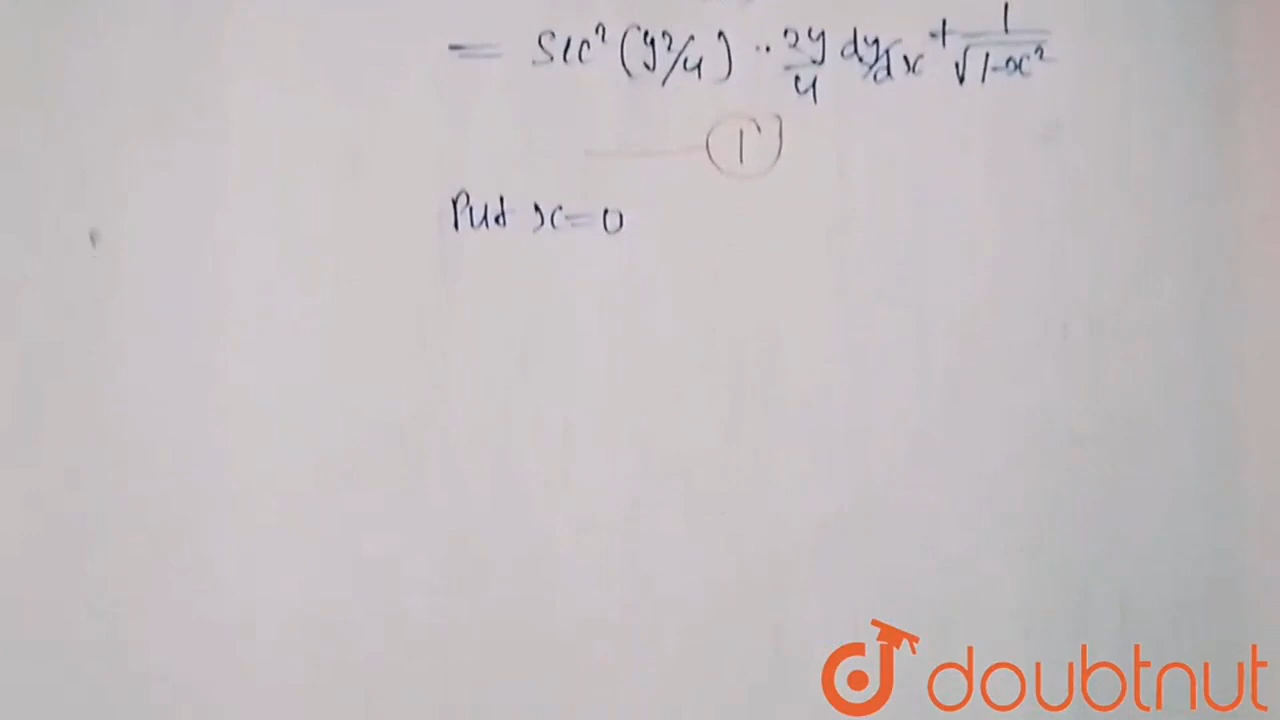 = sec² (y²/4) · 2y/4 dy/dx + 1/√1-x²
(1)
Put x=0
doubtnut